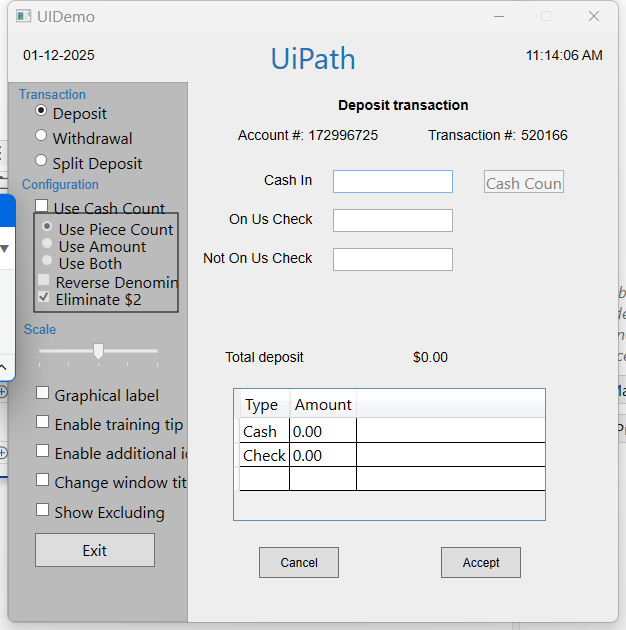 UIDemo
01-12-2025
UiPath
11:14:06 AM
Transaction
Deposit
Withdrawal
Split Deposit
Configuration
Use Cash Count
Use Piece Count
Use Amount
Use Both
Reverse Denomin
Eliminate $2
Scale
Graphical label
Enable training tip
Enable additional i
Change window tit
Show Excluding
Exit
Deposit transaction
Account #: 172996725 Transaction #: 520166
Cash In
Cash Coun
On Us Check
Not On Us Check
Total deposit $0.00
Type Amount
Cash 0.00
Check 0.00
Cancel Accept